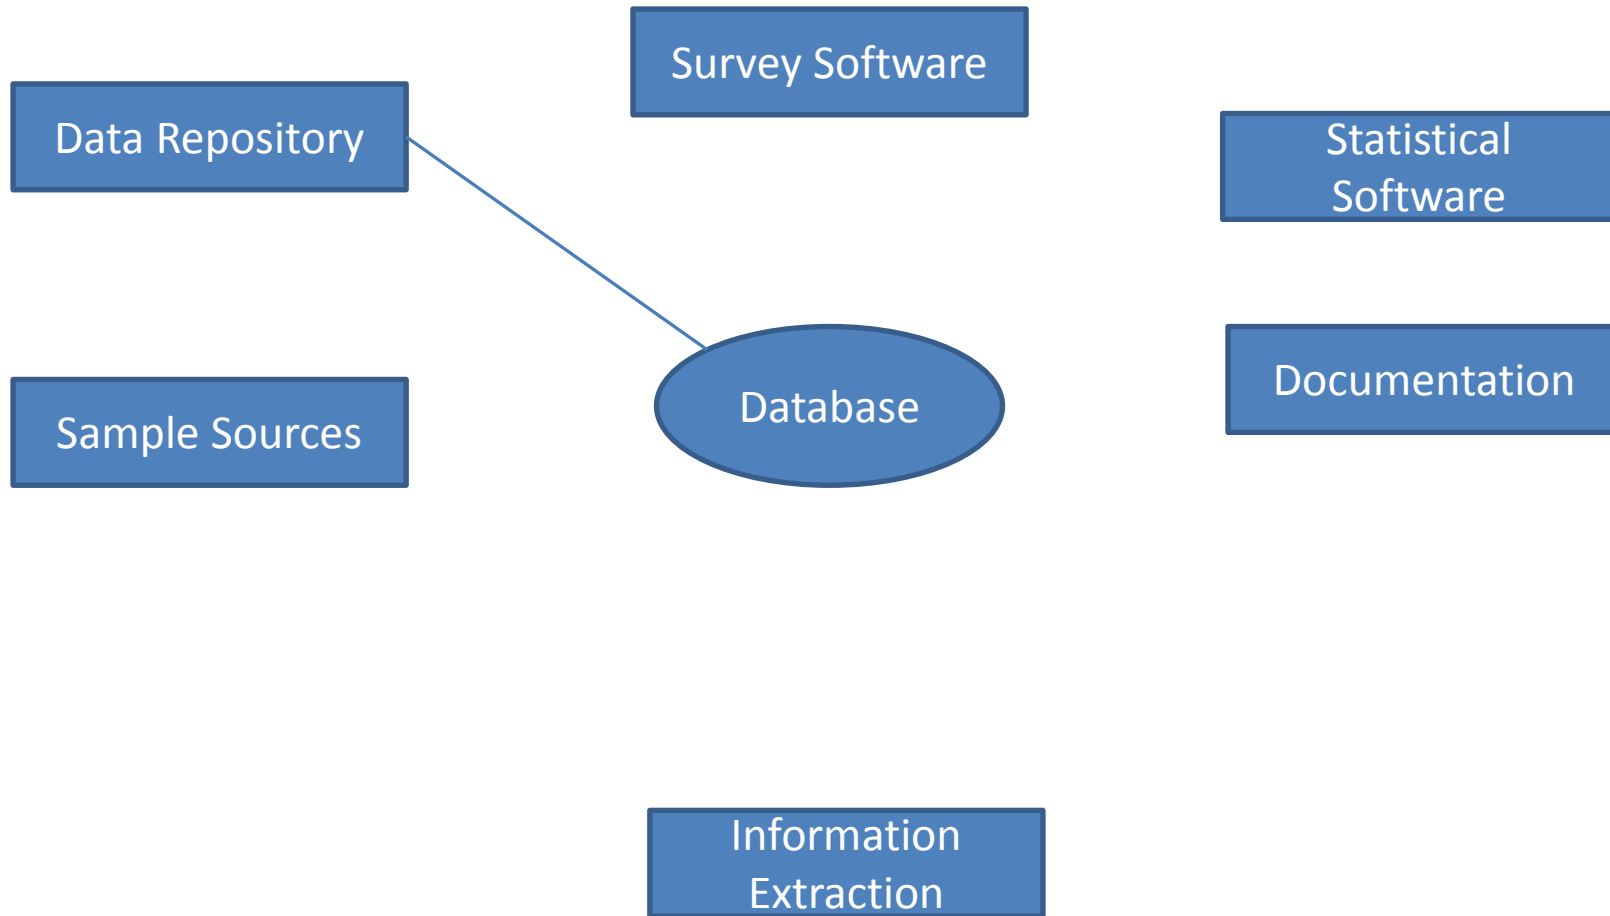 Survey Software
Data Repository
Statistical
Software
Documentation
Database
Sample Sources
Information
Extraction